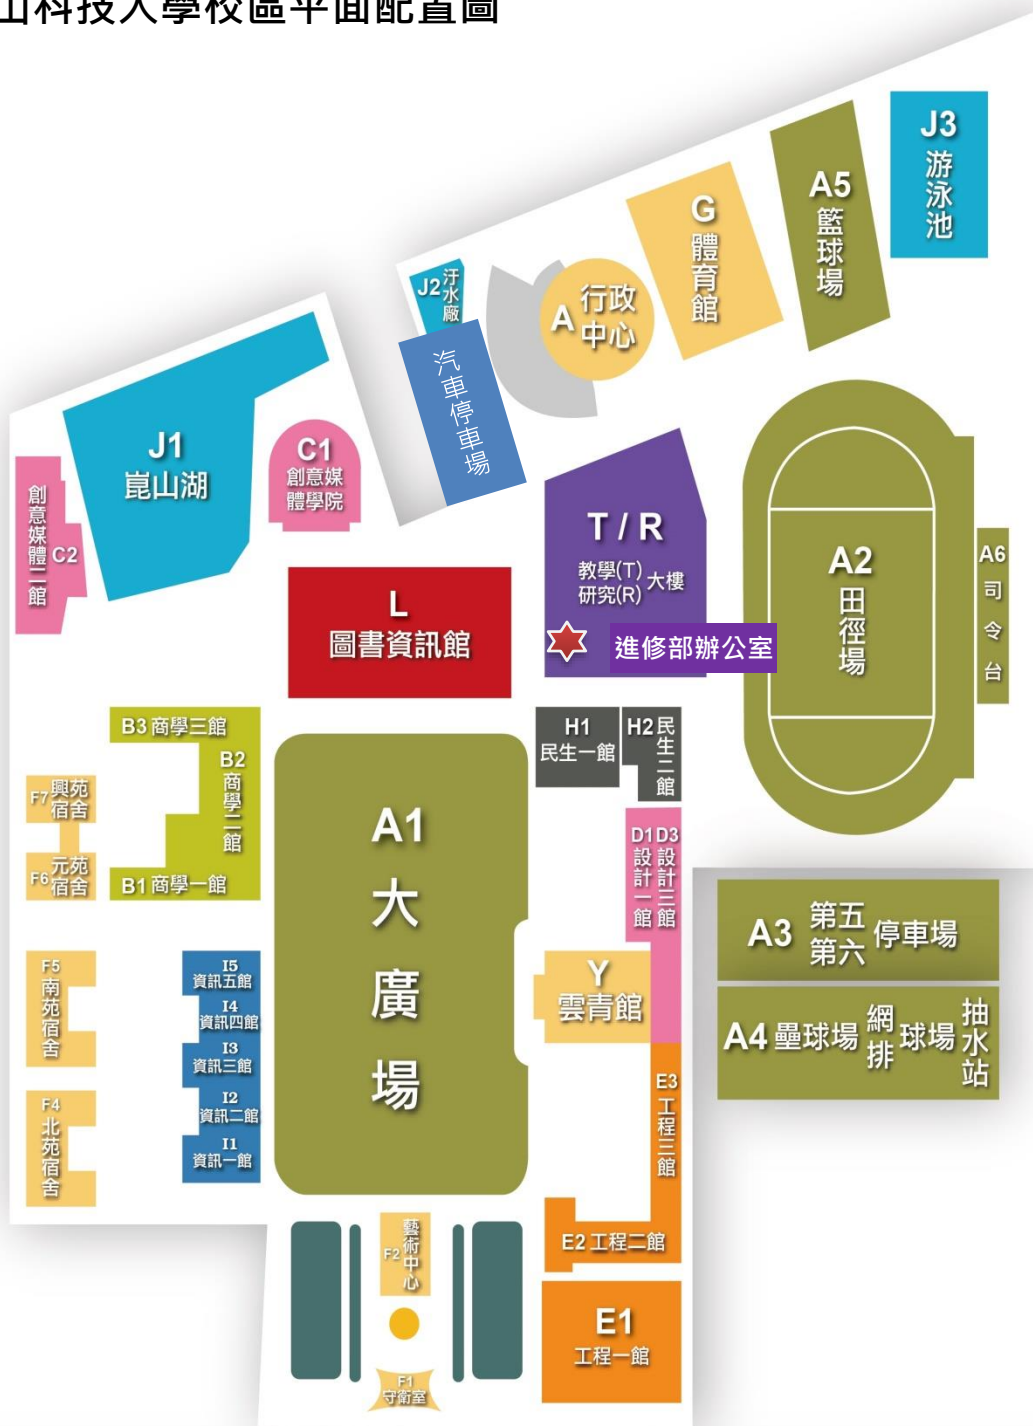 山科技大學校區平面配置圖
J3
游泳池
A5
籃球場
G
體育館
A 行政中心
J2 汙水廠
汽車停車場
J1
崑山湖
C1
創意媒
體學院
創意媒體二館 C2
T / R
教學(T)
研究(R)
大樓
進修部辦公室
A2
田徑場
A6
司令台
L
圖書資訊館
B3 商學三館
B2
商學二館
B1 商學一館
H1
民生一館
H2 民生二館
F7 興苑宿舍
F6 元苑宿舍
A1
大廣場
D1
設計一館
D3
設計三館
A3 第五第六停車場
A4 壘球場 網排球場 抽水站
F5
南苑宿舍
I5
資訊五館
I4
資訊四館
I3
資訊三館
I2
資訊二館
I1
資訊一館
Y
雲青館
F4
北苑宿舍
E3
工程三館
E2 工程二館
F2 藝術中心
E1
工程一館
F1
守衛室